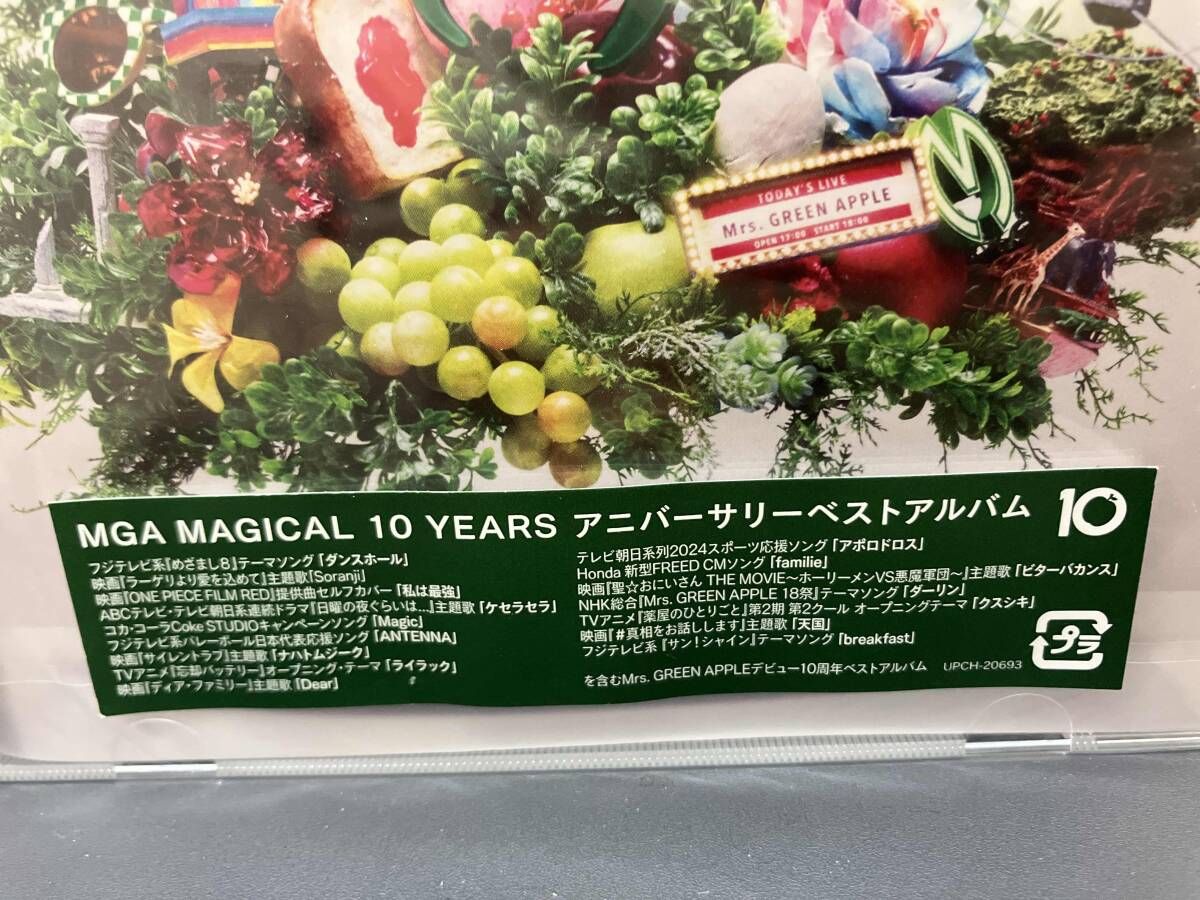 TODAY'S LIVE
Mrs. GREEN APPLE
OPEN 17:00 START 18:00
MGA MAGICAL 10 YEARS アニバーサリーベストアルバム
10
フジテレビ系『めざまし8』テーマソング「ダンスホール」
映画『ラーゲリより愛を込めて』主題歌「Soranji」
映画『ONE PIECE FILM RED』提供曲セルフカバー「私は最強」
ABCテレビ・テレビ朝日系連続ドラマ『日曜の夜ぐらいは...』主題歌「ケセラセラ」
コカ・コーラCoke STUDIOキャンペーンソング「Magic」
フジテレビ系バレーボール日本代表応援ソング「ANTENNA」
映画『サイレントラブ』主題歌「ナハトムジーク」
TVアニメ『忘却バッテリー』オープニング・テーマ「ライラック」
映画『ディア・ファミリー』主題歌「Dear」
テレビ朝日系列2024スポーツ応援ソング「アポロドロス」
Honda 新型FREED CMソング「familie」
映画『聖☆おにいさん THE MOVIE～ホーリーメンVS悪魔軍団～』主題歌「ビターバカンス」
NHK総合『Mrs. GREEN APPLE 18祭』テーマソング「ダーリン」
TVアニメ『薬屋のひとりごと』第2期 第2クール オープニングテーマ「クスシキ」
映画『#真相をお話しします』主題歌「天国」
フジテレビ系『サン!シャイン』テーマソング「breakfast」
を含むMrs. GREEN APPLEデビュー10周年ベストアルバム
UPCH-20693
プラ